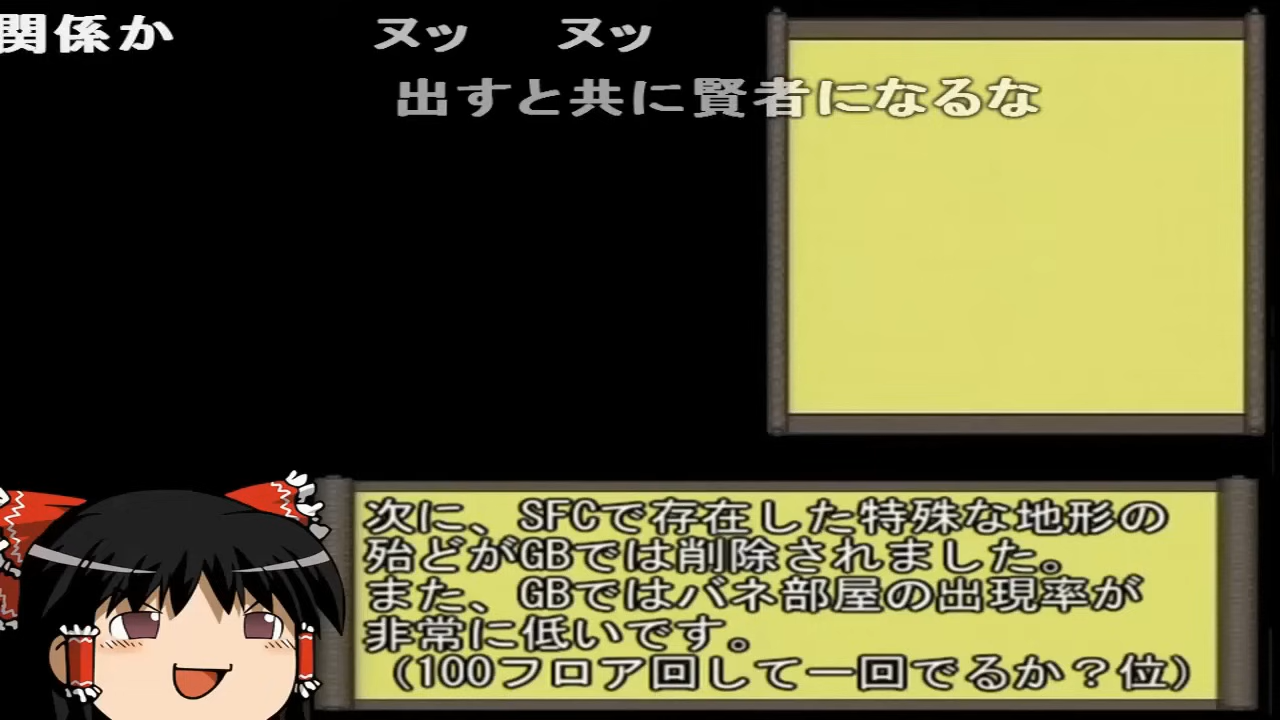 関係か
ヌッ ヌッ
出すと共に賢者になるな
次に、SFCで存在した特殊な地形の
殆どがGBでは削除されました。
また、GBではバネ部屋の出現率が
非常に低いです。
（100フロア回して一回でるか？位）